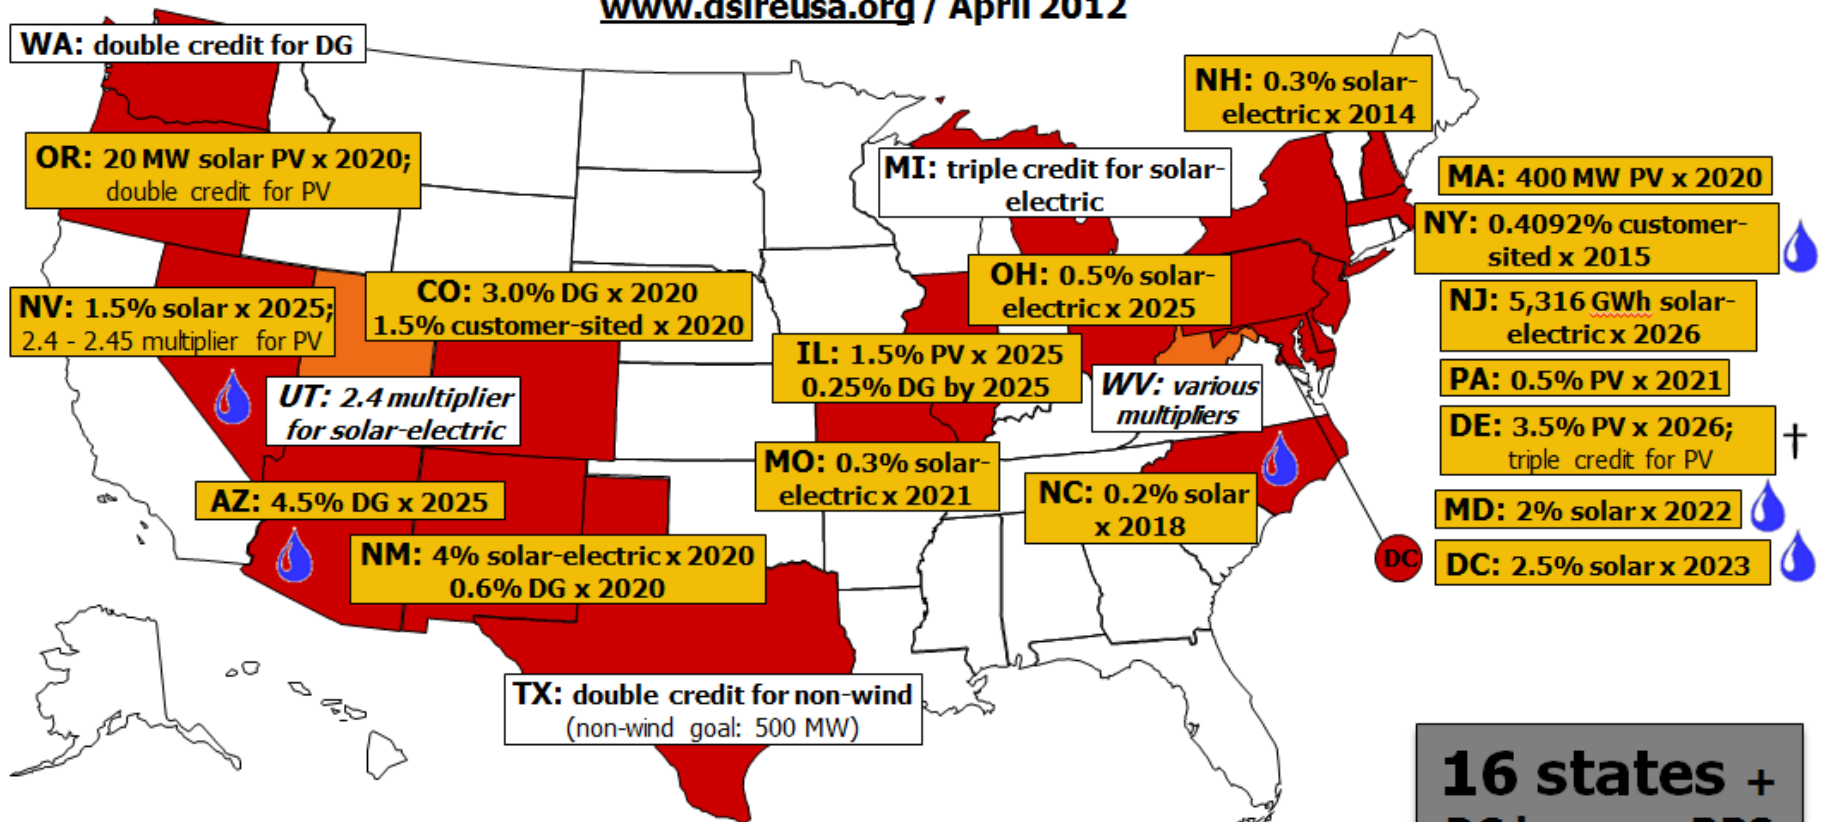 www.dsireusa.org / April 2012
WA: double credit for DG
NH: 0.3% solar-
electric x 2014
OR: 20 MW solar PV x 2020;
double credit for PV
MI: triple credit for solar-
electric
MA: 400 MW PV x 2020
NY: 0.4092% customer-
sited x 2015
NV: 1.5% solar x 2025;
2.4 - 2.45 multiplier for PV
CO: 3.0% DG x 2020
1.5% customer-sited x 2020
OH: 0.5% solar-
electric x 2025
NJ: 5,316 GWh solar-
electric x 2026
IL: 1.5% PV x 2025
0.25% DG by 2025
PA: 0.5% PV x 2021
UT: 2.4 multiplier
for solar-electric
WV: various
multipliers
DE: 3.5% PV x 2026;
triple credit for PV
†
MO: 0.3% solar-
electric x 2021
AZ: 4.5% DG x 2025
NC: 0.2% solar
x 2018
MD: 2% solar x 2022
NM: 4% solar-electric x 2020
0.6% DG x 2020
DC
DC: 2.5% solar x 2023
TX: double credit for non-wind
(non-wind goal: 500 MW)
16 states +